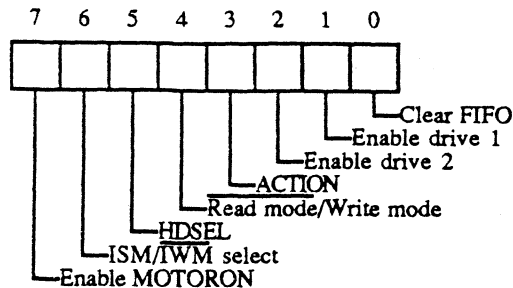 7 6 5 4 3 2 1 0
Clear FIFO
Enable drive 1
Enable drive 2
ACTION
Read mode/Write mode
HDSEL
ISM/IWM select
Enable MOTORON